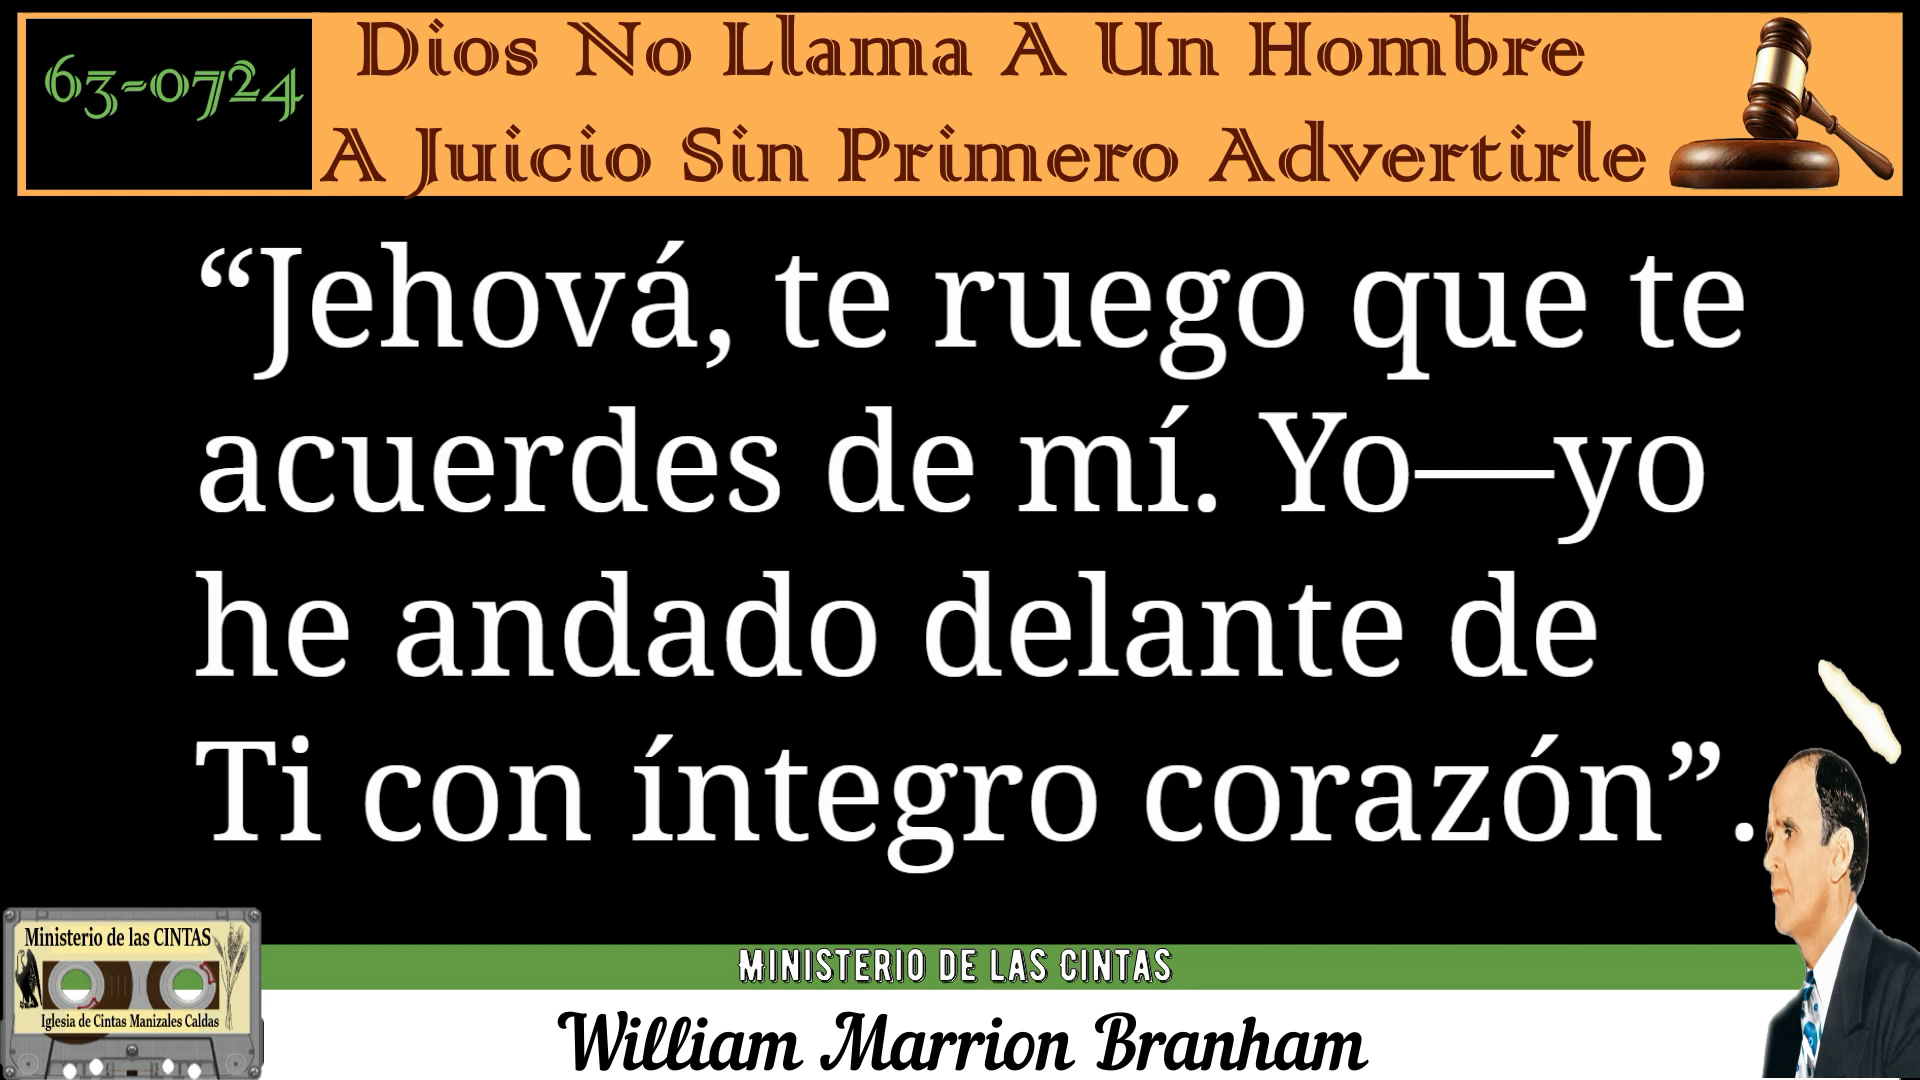 63-0724
Dios No Llama A Un Hombre
A Juicio Sin Primero Advertirle
“Jehová, te ruego que te
acuerdes de mí. Yo—yo
he andado delante de
Ti con íntegro corazón”.
Ministerio de las CINTAS
Iglesia de Cintas Manizales Caldas
MINISTERIO DE LAS CINTAS
William Marrion Branham